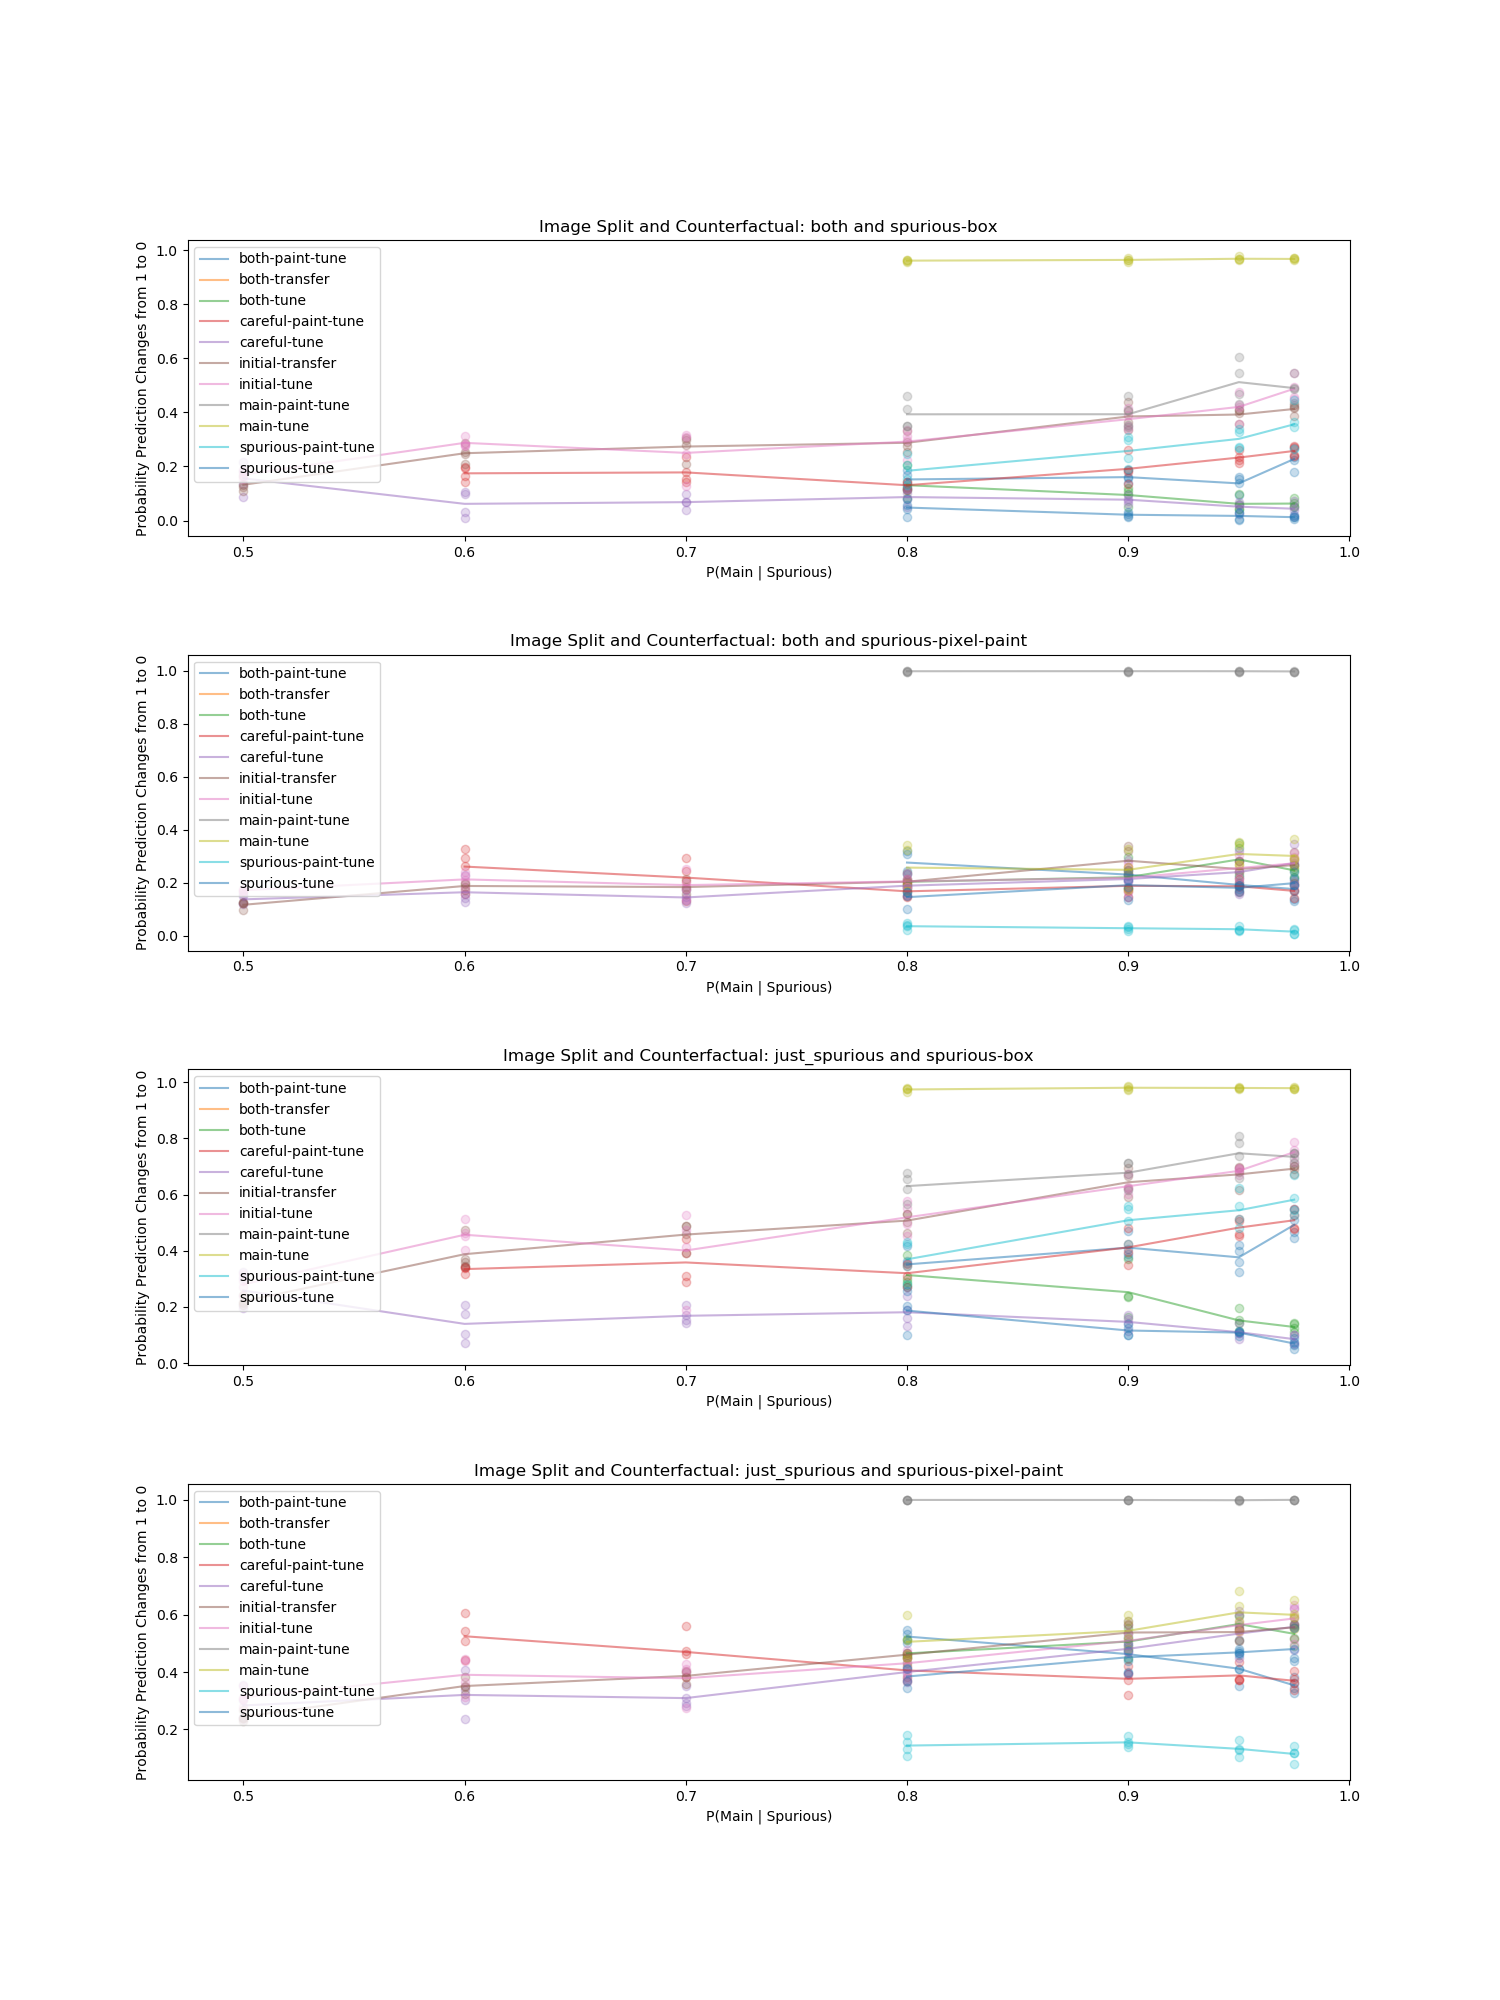 Image Split and Counterfactual: both and spurious-box
Probability Prediction Changes from 1 to 0
1.0
0.8
0.6
0.4
0.2
0.0
both-paint-tune
both-transfer
both-tune
careful-paint-tune
careful-tune
initial-transfer
initial-tune
main-paint-tune
main-tune
spurious-paint-tune
spurious-tune
0.5 0.6 0.7 0.8 0.9 1.0
P(Main | Spurious)
Image Split and Counterfactual: both and spurious-pixel-paint
Probability Prediction Changes from 1 to 0
1.0
0.8
0.6
0.4
0.2
0.0
both-paint-tune
both-transfer
both-tune
careful-paint-tune
careful-tune
initial-transfer
initial-tune
main-paint-tune
main-tune
spurious-paint-tune
spurious-tune
0.5 0.6 0.7 0.8 0.9 1.0
P(Main | Spurious)
Image Split and Counterfactual: just_spurious and spurious-box
Probability Prediction Changes from 1 to 0
1.0
0.8
0.6
0.4
0.2
0.0
both-paint-tune
both-transfer
both-tune
careful-paint-tune
careful-tune
initial-transfer
initial-tune
main-paint-tune
main-tune
spurious-paint-tune
spurious-tune
0.5 0.6 0.7 0.8 0.9 1.0
P(Main | Spurious)
Image Split and Counterfactual: just_spurious and spurious-pixel-paint
Probability Prediction Changes from 1 to 0
1.0
0.8
0.6
0.4
0.2
both-paint-tune
both-transfer
both-tune
careful-paint-tune
careful-tune
initial-transfer
initial-tune
main-paint-tune
main-tune
spurious-paint-tune
spurious-tune
0.5 0.6 0.7 0.8 0.9 1.0
P(Main | Spurious)